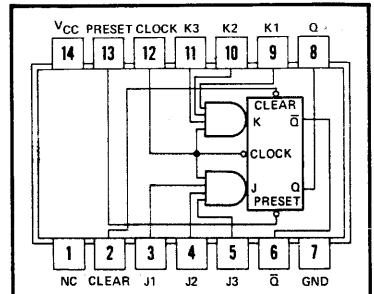 VCC PRESET CLOCK K3 K2 K1 Q
14 13 12 11 10 9 8
CLEAR
K Q̅
CLOCK
J Q
PRESET
1 2 3 4 5 6 7
NC CLEAR J1 J2 J3 Q̅ GND